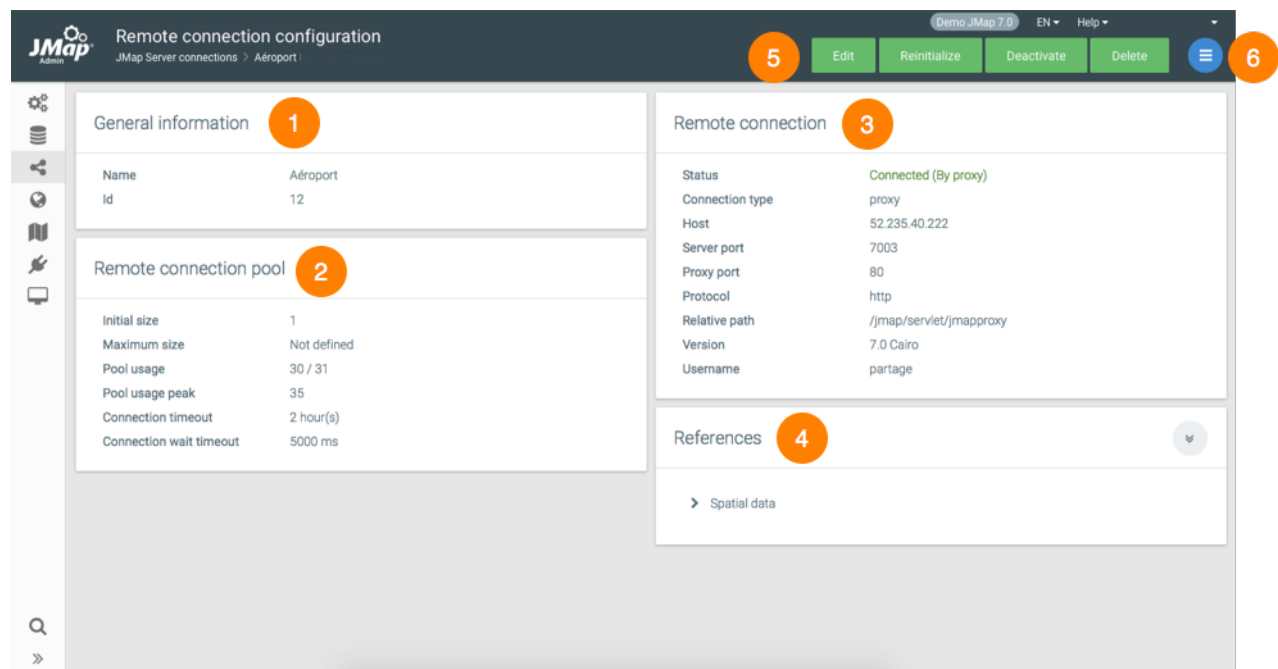 Demo JMap 7.0 EN Help
JMap Admin
Remote connection configuration
JMap Server connections > Aéroport
5 Edit Reinitialize Deactivate Delete 6
General information 1
Name Aéroport
Id 12
Remote connection pool 2
Initial size 1
Maximum size Not defined
Pool usage 30 / 31
Pool usage peak 35
Connection timeout 2 hour(s)
Connection wait timeout 5000 ms
Remote connection 3
Status Connected (By proxy)
Connection type proxy
Host 52.235.40.222
Server port 7003
Proxy port 80
Protocol http
Relative path /jmap/servlet/jmapproxy
Version 7.0 Cairo
Username partage
References 4
Spatial data